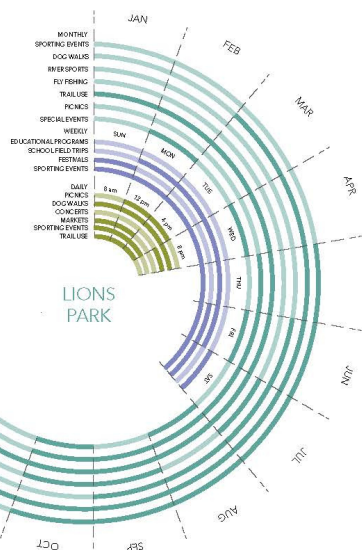 JAN
FEB
MAR
APR
JUN
JUL
AUG
SEP
OCT
MONTHLY
SPORTING EVENTS
DOG WALKS
RIVER SPORTS
FLY FISHING
TRAIL USE
PICNICS
SPECIAL EVENTS
WEEKLY
EDUCATIONAL PROGRAMS
SCHOOL FIELD TRIPS
FESTIVALS
SPORTING EVENTS
SUN
MON
TUE
WED
THU
FRI
SAT
DAILY
PICNICS
DOG WALKS
CONCERTS
MARKETS
SPORTING EVENTS
TRAIL USE
8 am
12 pm
4 pm
8 pm
LIONS
PARK